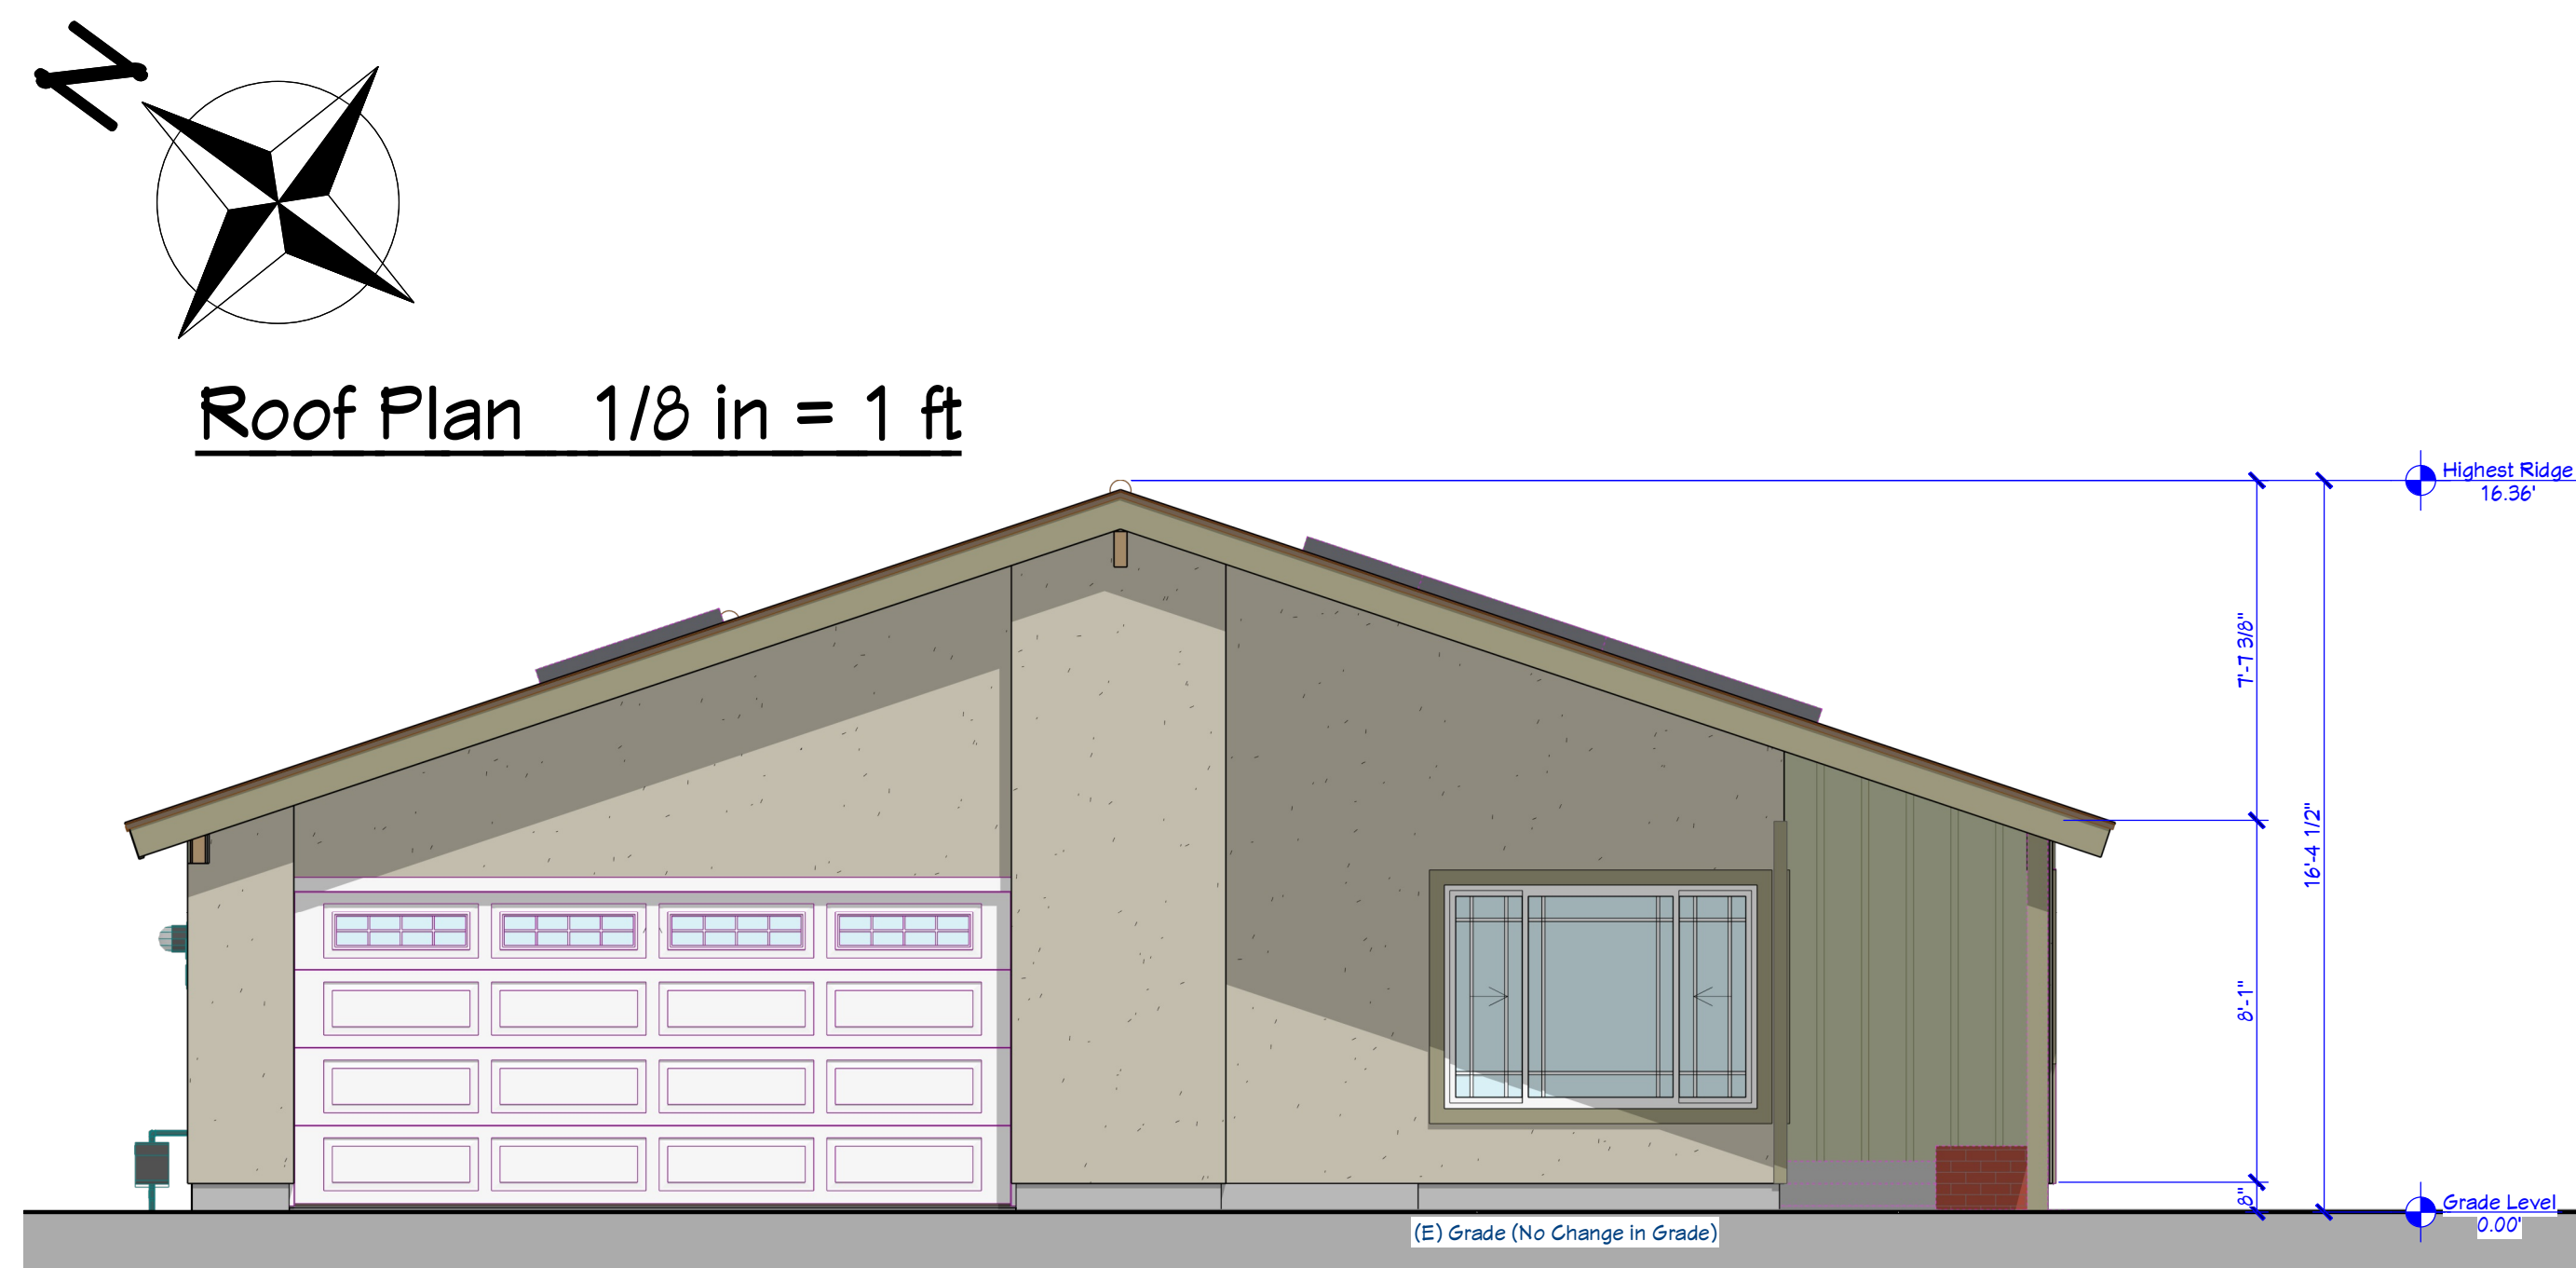 N
Roof Plan 1/8 in = 1 ft
Highest Ridge
16.36'
7'-7 3/8"
16'-4 1/2"
8'-1"
8"
Grade Level
0.00'
(E) Grade (No Change in Grade)